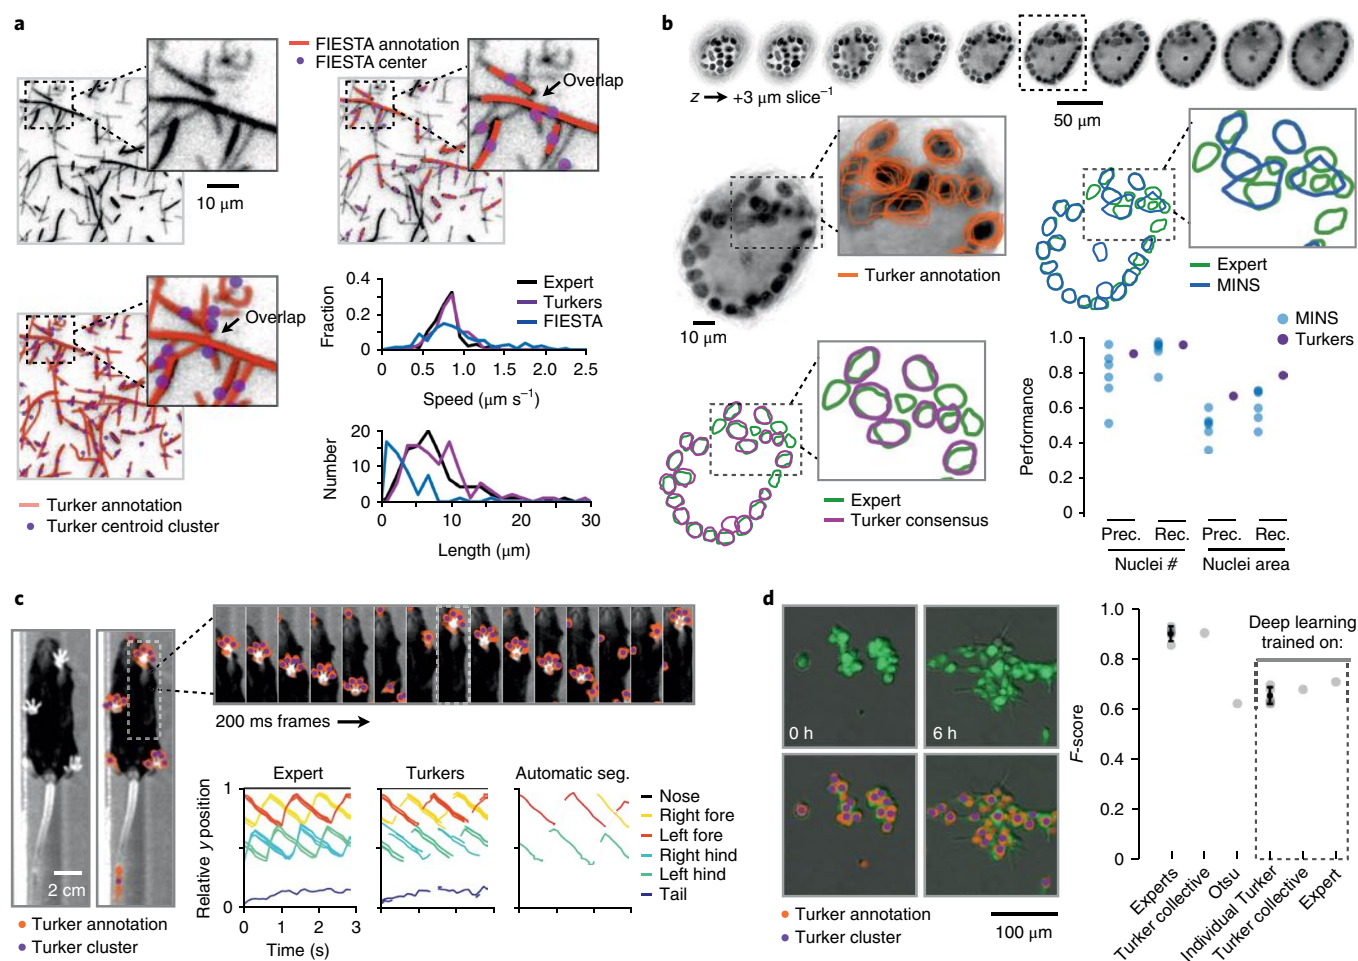 a
FIESTA annotation
FIESTA center
Overlap
10 μm
Overlap
Turker annotation
Turker centroid cluster
Fraction
0.4
0.2
0
0 0.5 1.0 1.5 2.0 2.5
Speed (μm s⁻¹)
Expert
Turkers
FIESTA
Number
20
10
0
0 10 20 30
Length (μm)
b
z → +3 μm slice⁻¹
50 μm
Turker annotation
10 μm
Expert
MINS
Expert
Turker consensus
MINS
Turkers
Performance
1.0
0.8
0.6
0.4
0.2
0
Prec. Rec. Prec. Rec.
Nuclei # Nuclei area
c
2 cm
Turker annotation
Turker cluster
200 ms frames
Expert Turkers Automatic seg.
Relative y position
1
0
0 1 2 3
Time (s)
Nose
Right fore
Left fore
Right hind
Left hind
Tail
d
0 h
6 h
Turker annotation
Turker cluster
100 μm
F-score
1.0
0.8
0.6
0.4
0.2
0
Deep learning
trained on:
Experts
Turker collective
Otsu
Individual Turker
Turker collective
Expert